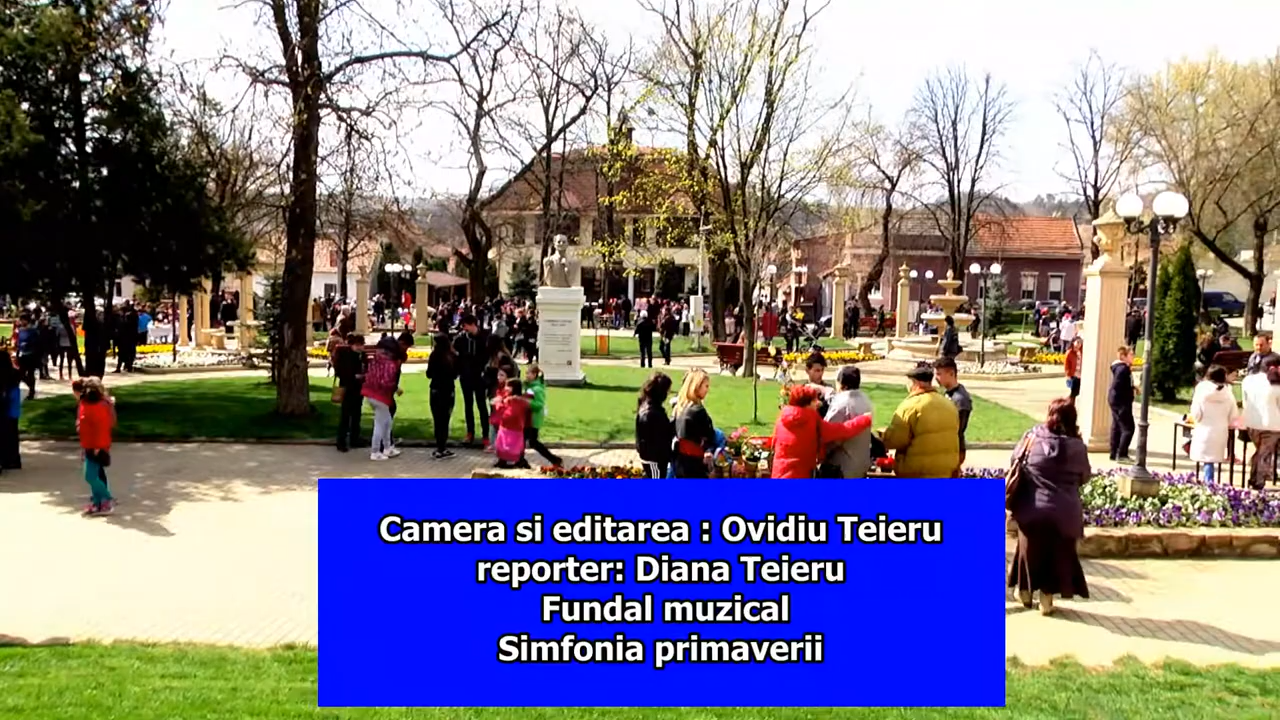 Camera si editarea : Ovidiu Teieru
reporter: Diana Teieru
Fundal muzical
Simfonia primaverii